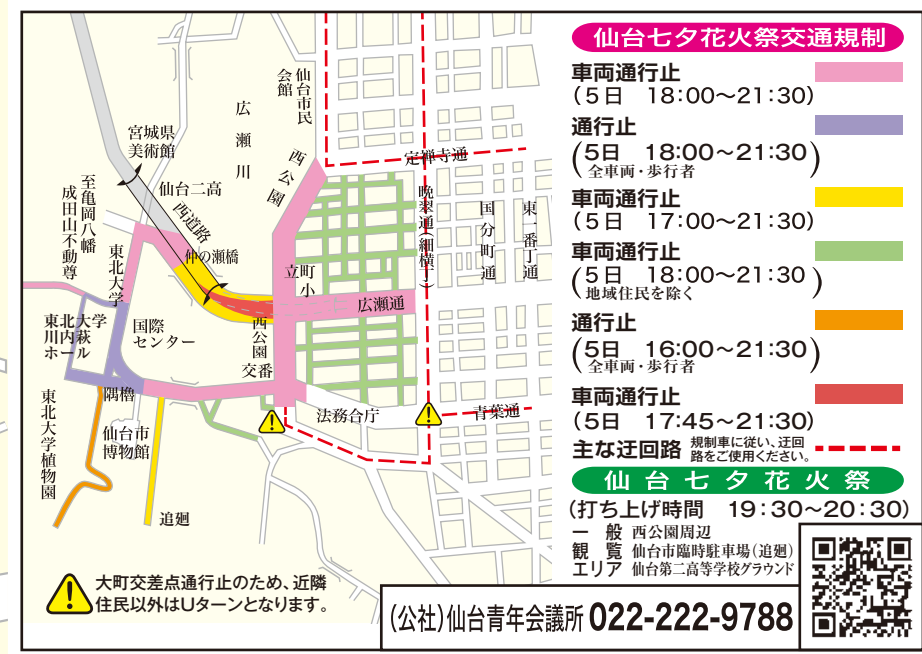 仙台七夕花火祭交通規制
車両通行止
(5日 18:00～21:30)
通行止
(5日 18:00～21:30)
全車両・歩行者
車両通行止
(5日 17:00～21:30)
車両通行止
(5日 18:00～21:30)
地域住民を除く
通行止
(5日 16:00～21:30)
全車両・歩行者
車両通行止
(5日 17:45～21:30)
主な迂回路 規制車に従い、迂回
路をご使用ください。
仙台七夕花火祭
(打ち上げ時間 19:30～20:30)
一般
観覧
エリア
西公園周辺
仙台市臨時駐車場(追廻)
仙台第二高等学校グラウンド
仙台市民
会館
広瀬川
西公園
宮城県
美術館
仙台二高
定禅寺通
至亀岡八幡
成田山不動尊
西道路
仲の瀬橋
晩翠通(細横丁)
国分町通
東一番丁通
東北大学
立町小
広瀬通
東北大学
川内萩
ホール
国際
センター
西公園
交番
隅櫓
法務合庁
青葉通
東北大学植物園
仙台市
博物館
追廻
大町交差点通行止のため、近隣
住民以外はUターンとなります。
(公社)仙台青年会議所 022-222-9788